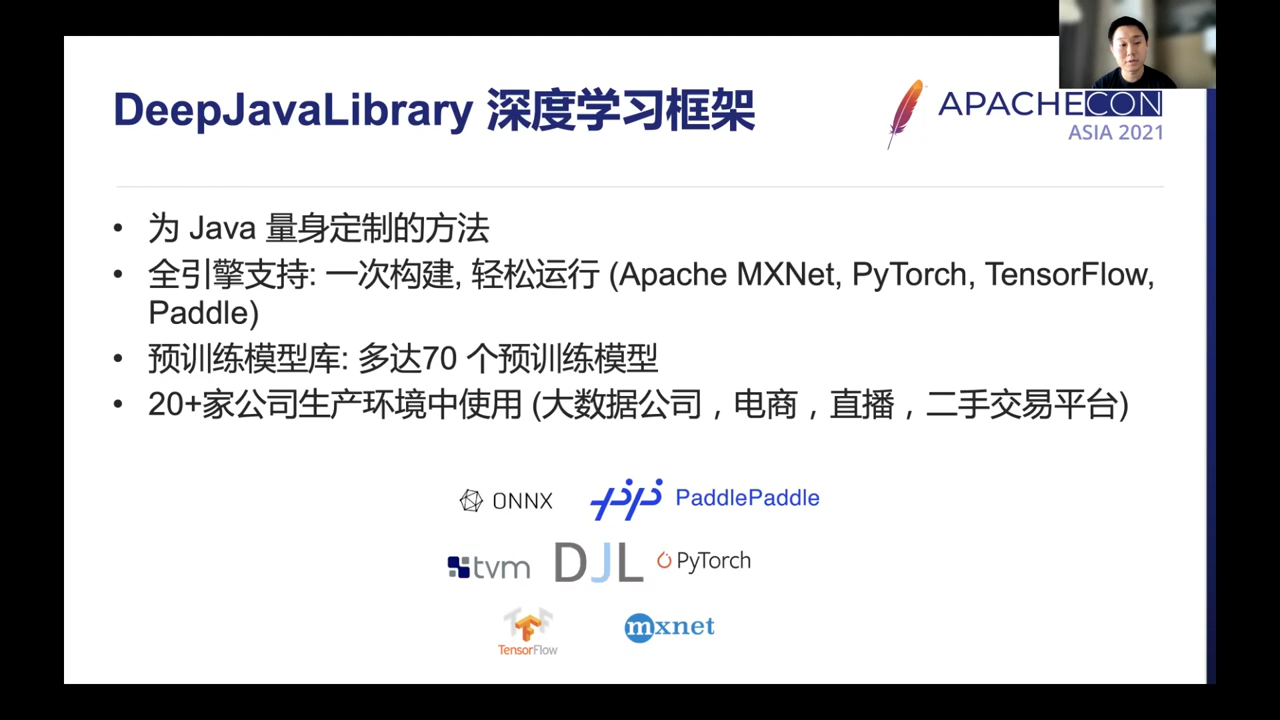 DeepJavaLibrary 深度学习框架
APACHECON
ASIA 2021
• 为 Java 量身定制的方法
• 全引擎支持: 一次构建, 轻松运行 (Apache MXNet, PyTorch, TensorFlow,
Paddle)
• 预训练模型库: 多达70 个预训练模型
• 20+家公司生产环境中使用 (大数据公司，电商，直播，二手交易平台)
ONNX
PaddlePaddle
tvm
DJL
PyTorch
TensorFlow
mxnet